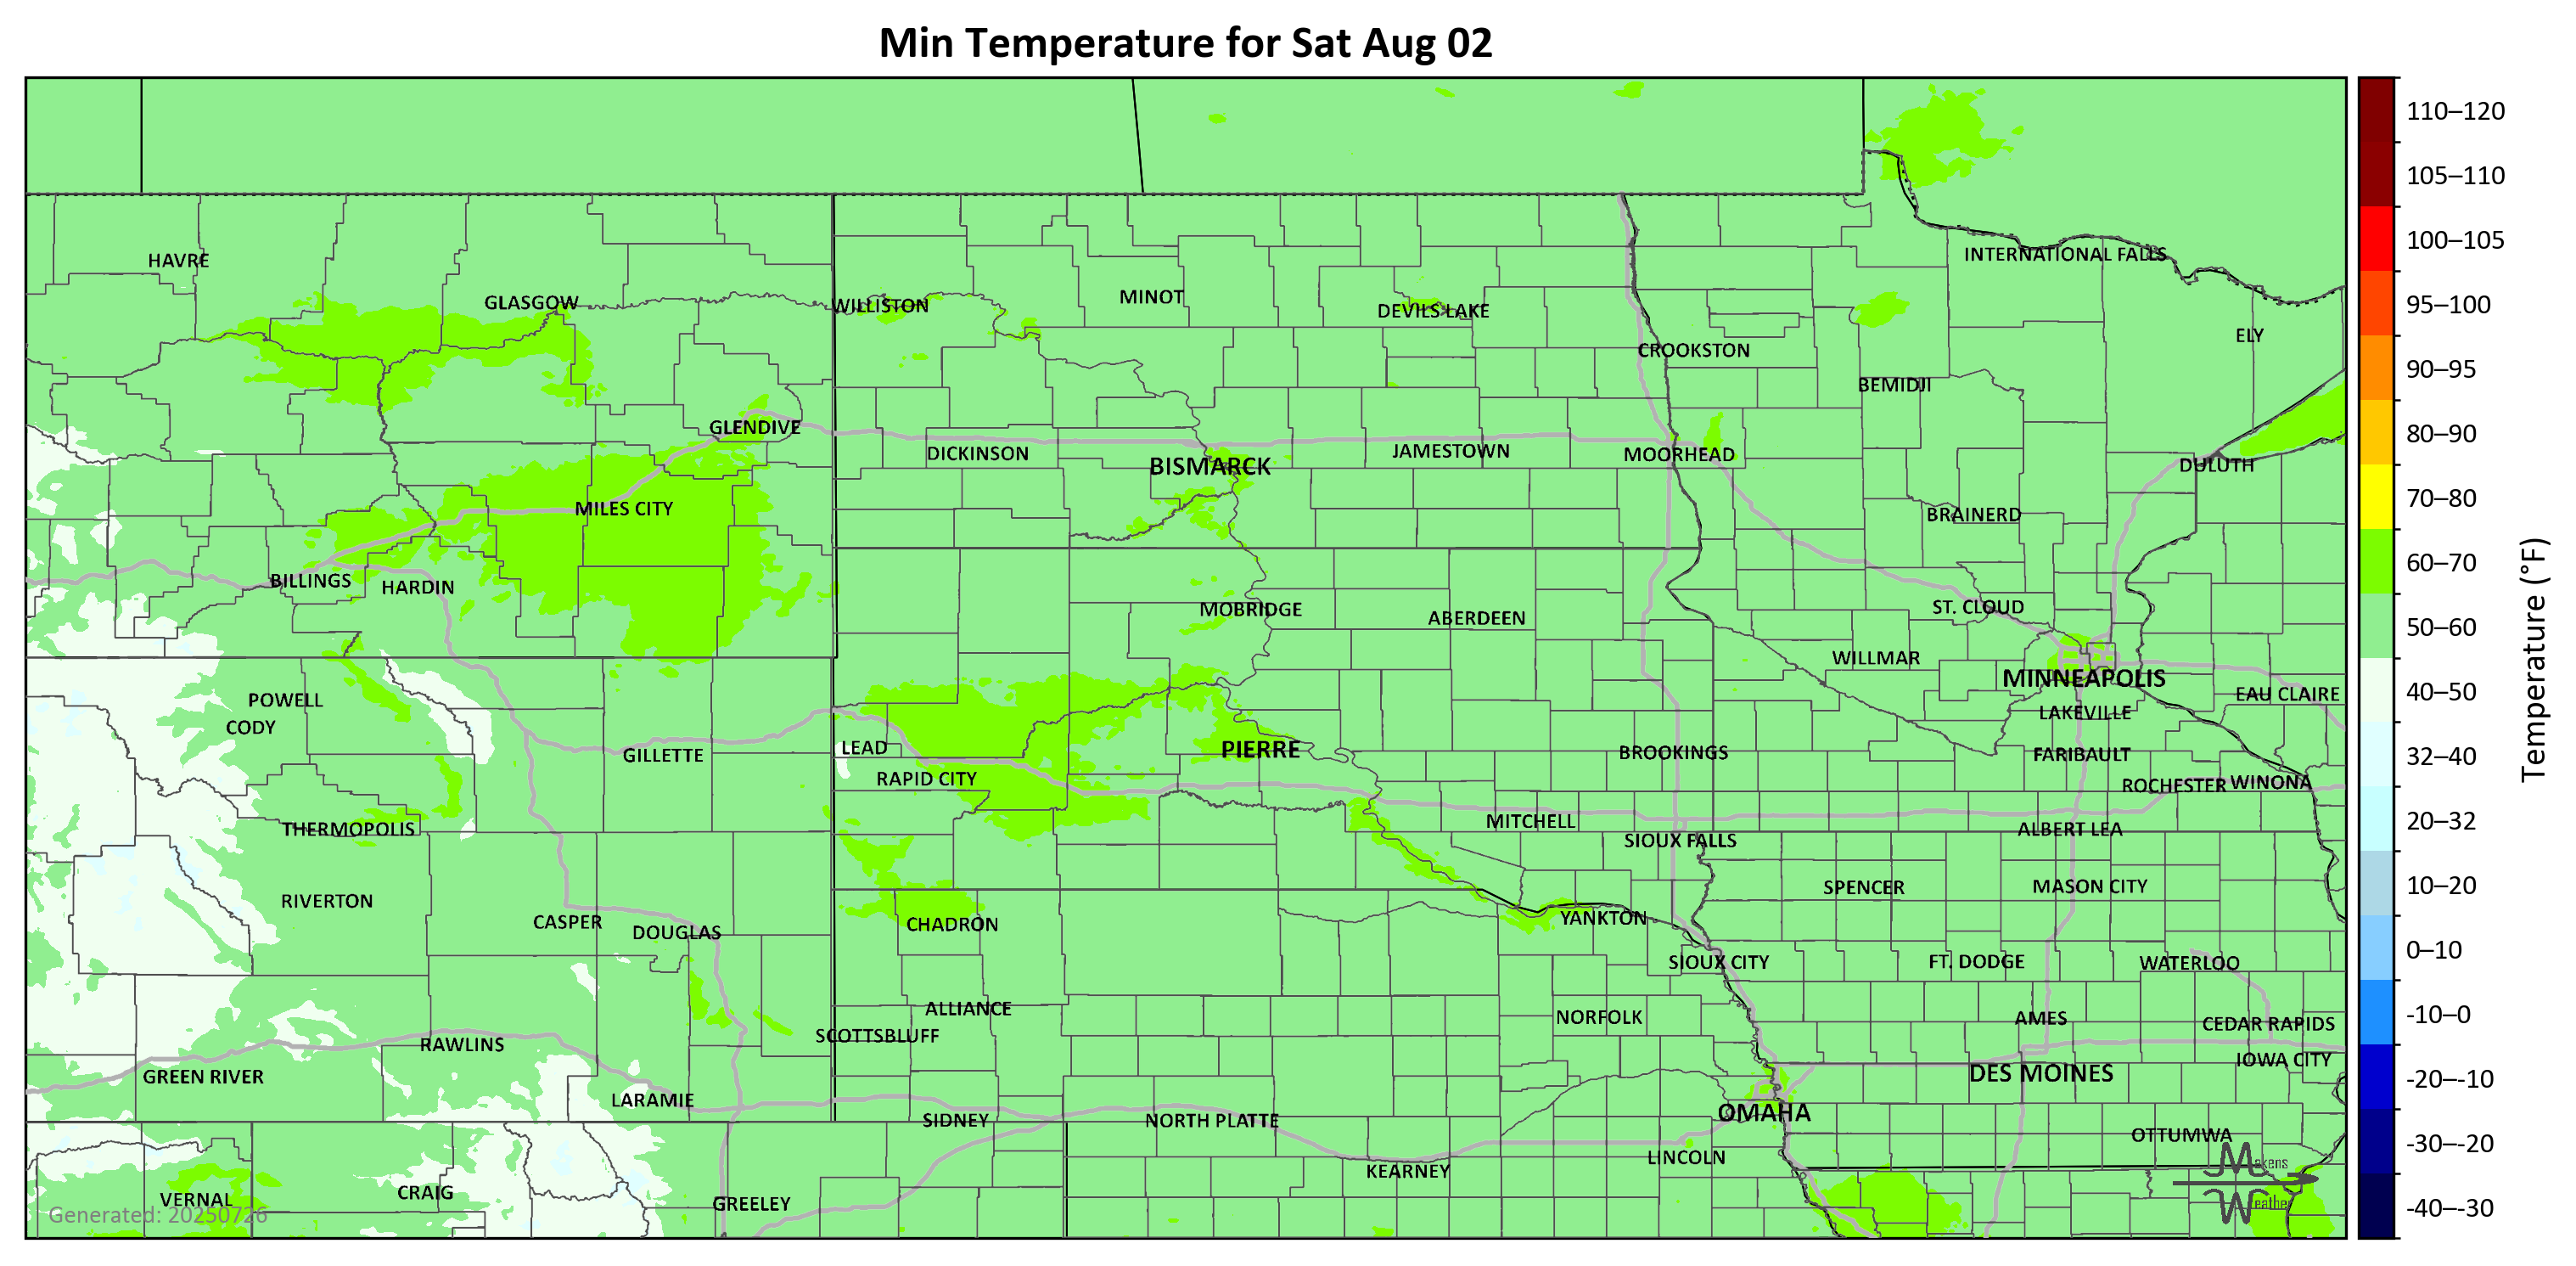 Min Temperature for Sat Aug 02
HAVRE
GLASGOW
WILLISTON
MINOT
DEVILS LAKE
INTERNATIONAL FALLS
ELY
CROOKSTON
BEMIDJI
GLENDIVE
DICKINSON
BISMARCK
JAMESTOWN
MOORHEAD
DULUTH
MILES CITY
BRAINERD
BILLINGS
HARDIN
MOBRIDGE
ABERDEEN
ST. CLOUD
WILLMAR
MINNEAPOLIS
EAU CLAIRE
POWELL
CODY
LAKEVILLE
GILLETTE
LEAD
PIERRE
BROOKINGS
FARIBAULT
RAPID CITY
ROCHESTER
WINONA
THERMOPOLIS
MITCHELL
SIOUX FALLS
ALBERT LEA
RIVERTON
SPENCER
MASON CITY
CASPER
DOUGLAS
CHADRON
YANKTON
SIOUX CITY
FT. DODGE
WATERLOO
ALLIANCE
NORFOLK
AMES
CEDAR RAPIDS
SCOTTSBLUFF
RAWLINS
IOWA CITY
GREEN RIVER
DES MOINES
LARAMIE
SIDNEY
NORTH PLATTE
OMAHA
OTTUMWA
LINCOLN
KEARNEY
VERNAL
CRAIG
GREELEY
Generated: 20250726
Makens
Weather
110–120
105–110
100–105
95–100
90–95
80–90
70–80
60–70
50–60
40–50
32–40
20–32
10–20
0–10
-10–0
-20–-10
-30–-20
-40–-30
Temperature (°F)